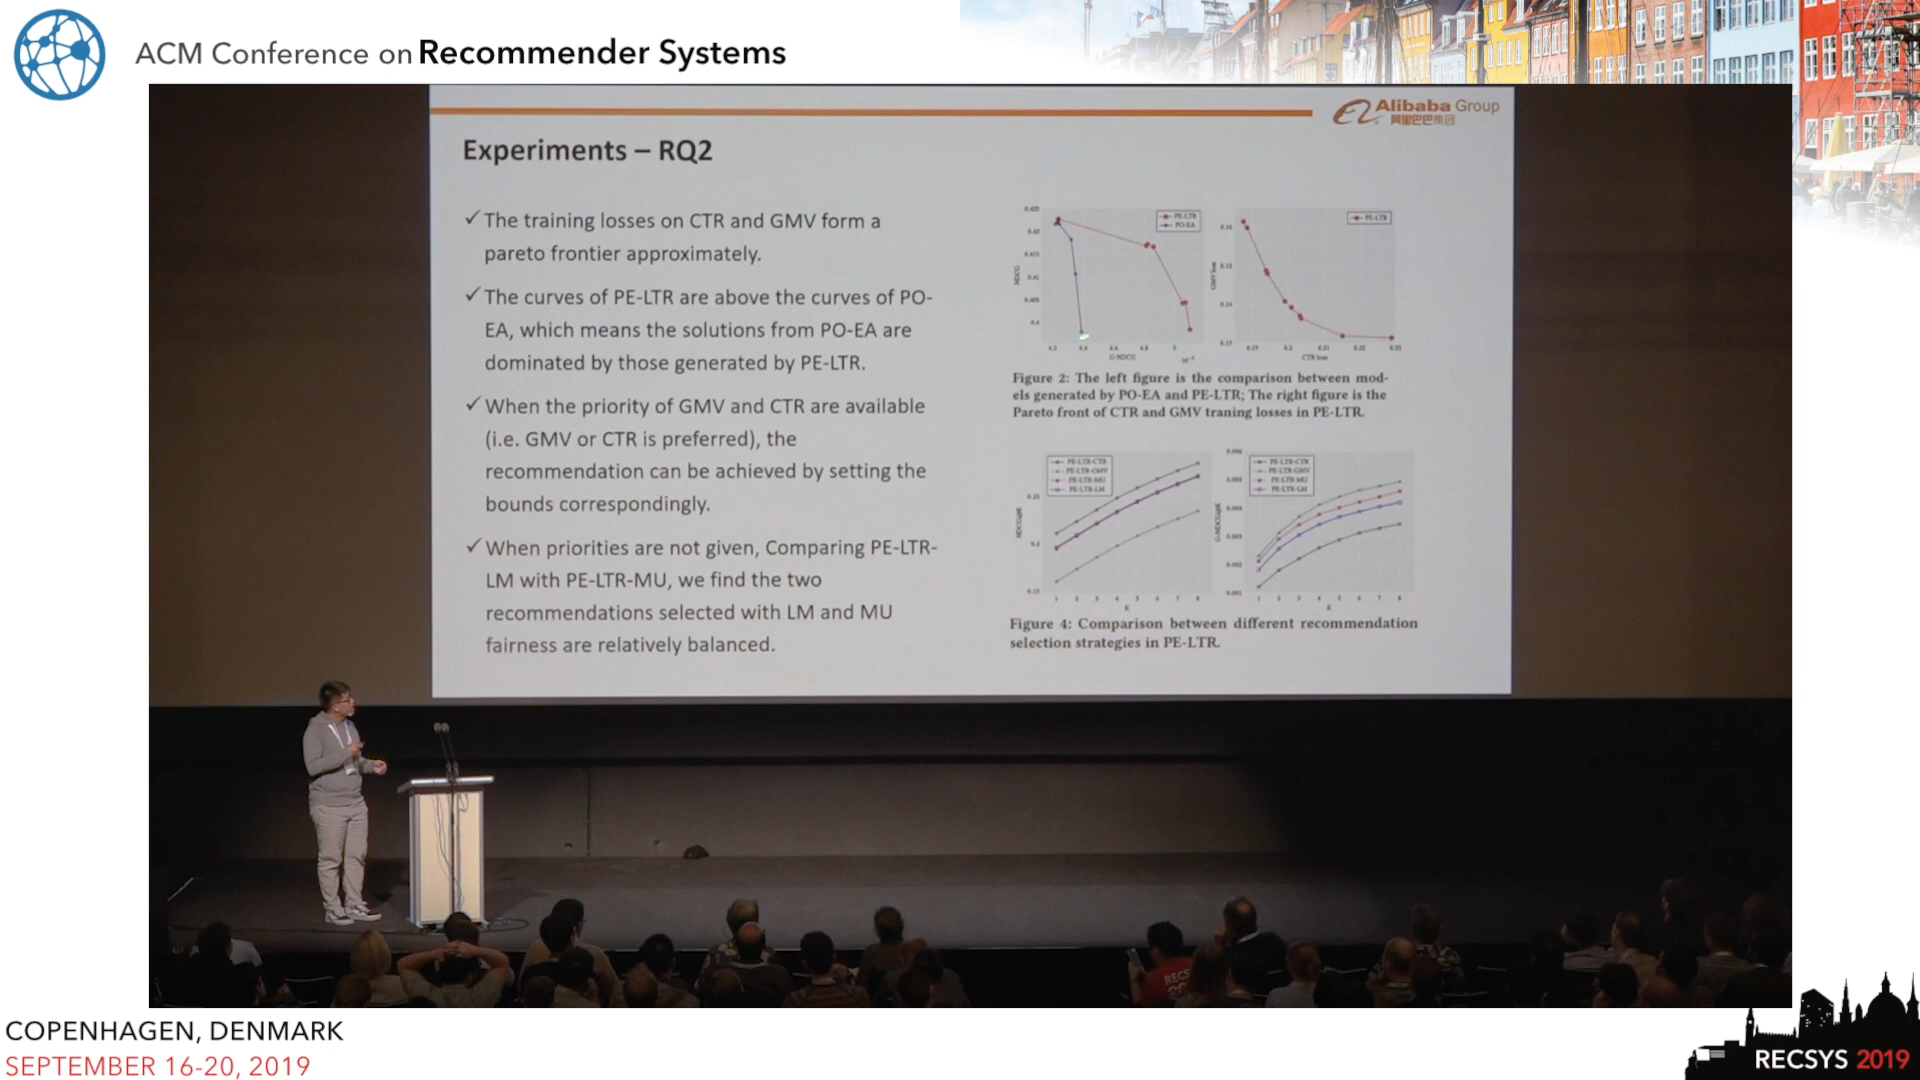 ACM Conference on Recommender Systems
Alibaba Group
阿里巴巴集团
Experiments – RQ2
✓ The training losses on CTR and GMV form a
pareto frontier approximately.
✓ The curves of PE-LTR are above the curves of PO-
EA, which means the solutions from PO-EA are
dominated by those generated by PE-LTR.
✓ When the priority of GMV and CTR are available
(i.e. GMV or CTR is preferred), the
recommendation can be achieved by setting the
bounds correspondingly.
✓ When priorities are not given, Comparing PE-LTR-
LM with PE-LTR-MU, we find the two
recommendations selected with LM and MU
fairness are relatively balanced.
PE-LTR
PO-EA
NDCG
G-NDCG
PE-LTR
GMV loss
CTR loss
Figure 2: The left figure is the comparison between mod-
els generated by PO-EA and PE-LTR; The right figure is the
Pareto front of CTR and GMV traning losses in PE-LTR.
PE-LTR-CTR
PE-LTR-GMV
PE-LTR-MU
PE-LTR-LM
NDCG@K
K
PE-LTR-CTR
PE-LTR-GMV
PE-LTR-MU
PE-LTR-LM
G-NDCG@K
K
Figure 4: Comparison between different recommendation
selection strategies in PE-LTR.
COPENHAGEN, DENMARK
SEPTEMBER 16-20, 2019
RECSYS 2019